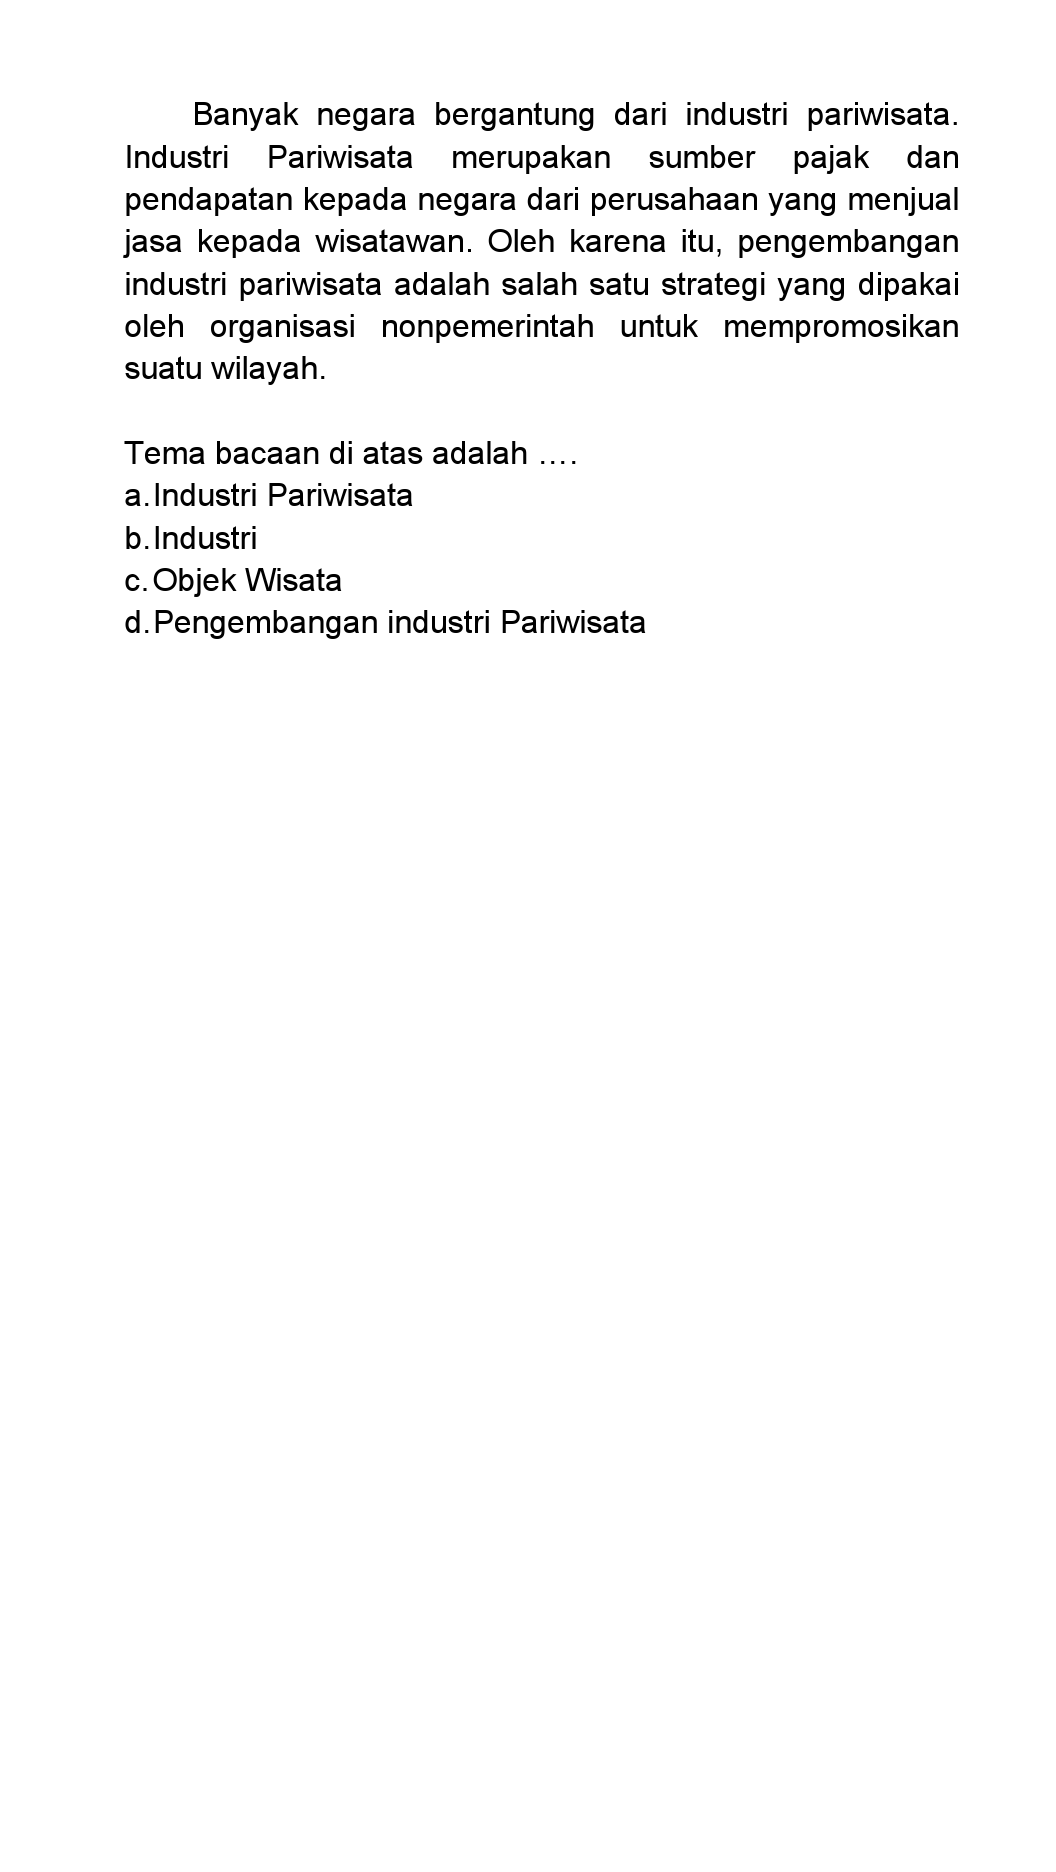 Banyak negara bergantung dari industri pariwisata.
Industri Pariwisata merupakan sumber pajak dan
pendapatan kepada negara dari perusahaan yang menjual
jasa kepada wisatawan. Oleh karena itu, pengembangan
industri pariwisata adalah salah satu strategi yang dipakai
oleh organisasi nonpemerintah untuk mempromosikan
suatu wilayah.
Tema bacaan di atas adalah ....
a. Industri Pariwisata
b. Industri
c. Objek Wisata
d. Pengembangan industri Pariwisata